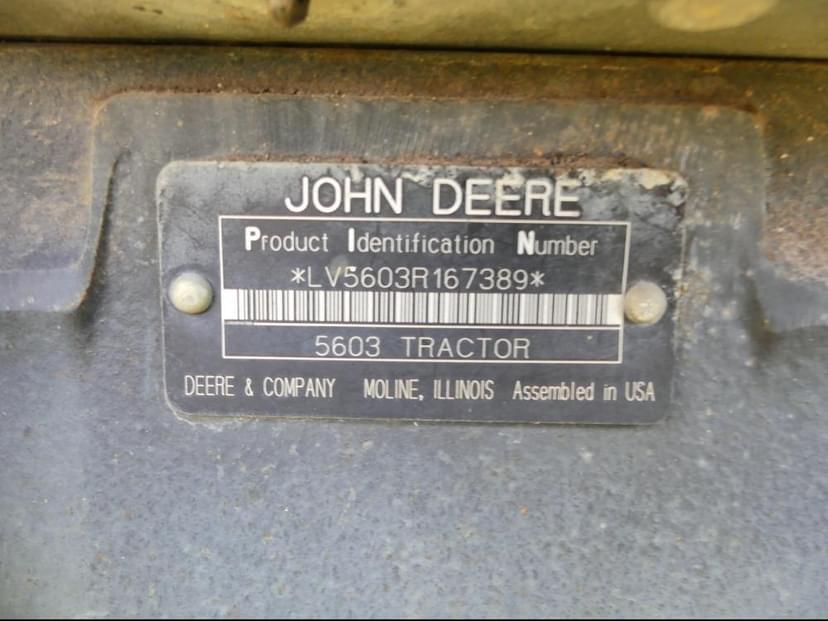 JOHN DEERE
Product Identification Number
*LV5603R167389*
5603 TRACTOR
DEERE & COMPANY MOLINE, ILLINOIS Assembled in USA